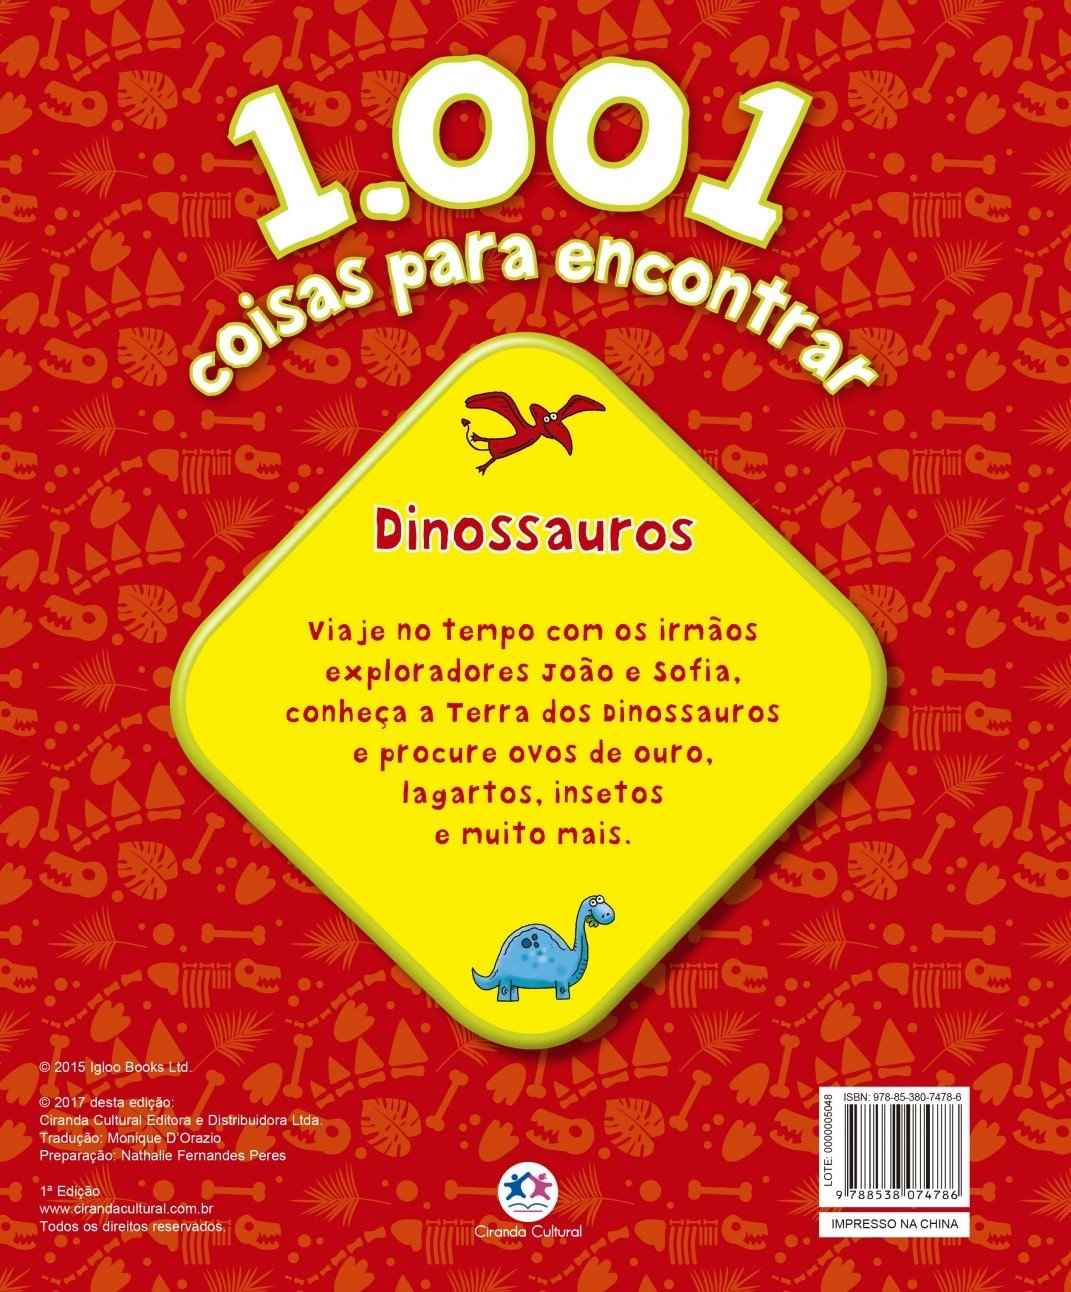 1.001
coisas para encontrar
Dinossauros
Viaje no tempo com os irmãos
exploradores João e Sofia,
conheça a Terra dos Dinossauros
e procure ovos de ouro,
lagartos, insetos
e muito mais.
© 2015 Igloo Books Ltd.
© 2017 desta edição:
Ciranda Cultural Editora e Distribuidora Ltda.
Tradução: Monique D'Orazio
Preparação: Nathalie Fernandes Peres
1ª Edição
www.cirandacultural.com.br
Todos os direitos reservados.
Ciranda Cultural
LOTE: 0000005048
ISBN: 978-85-380-7478-6
9 788538 074786
IMPRESSO NA CHINA